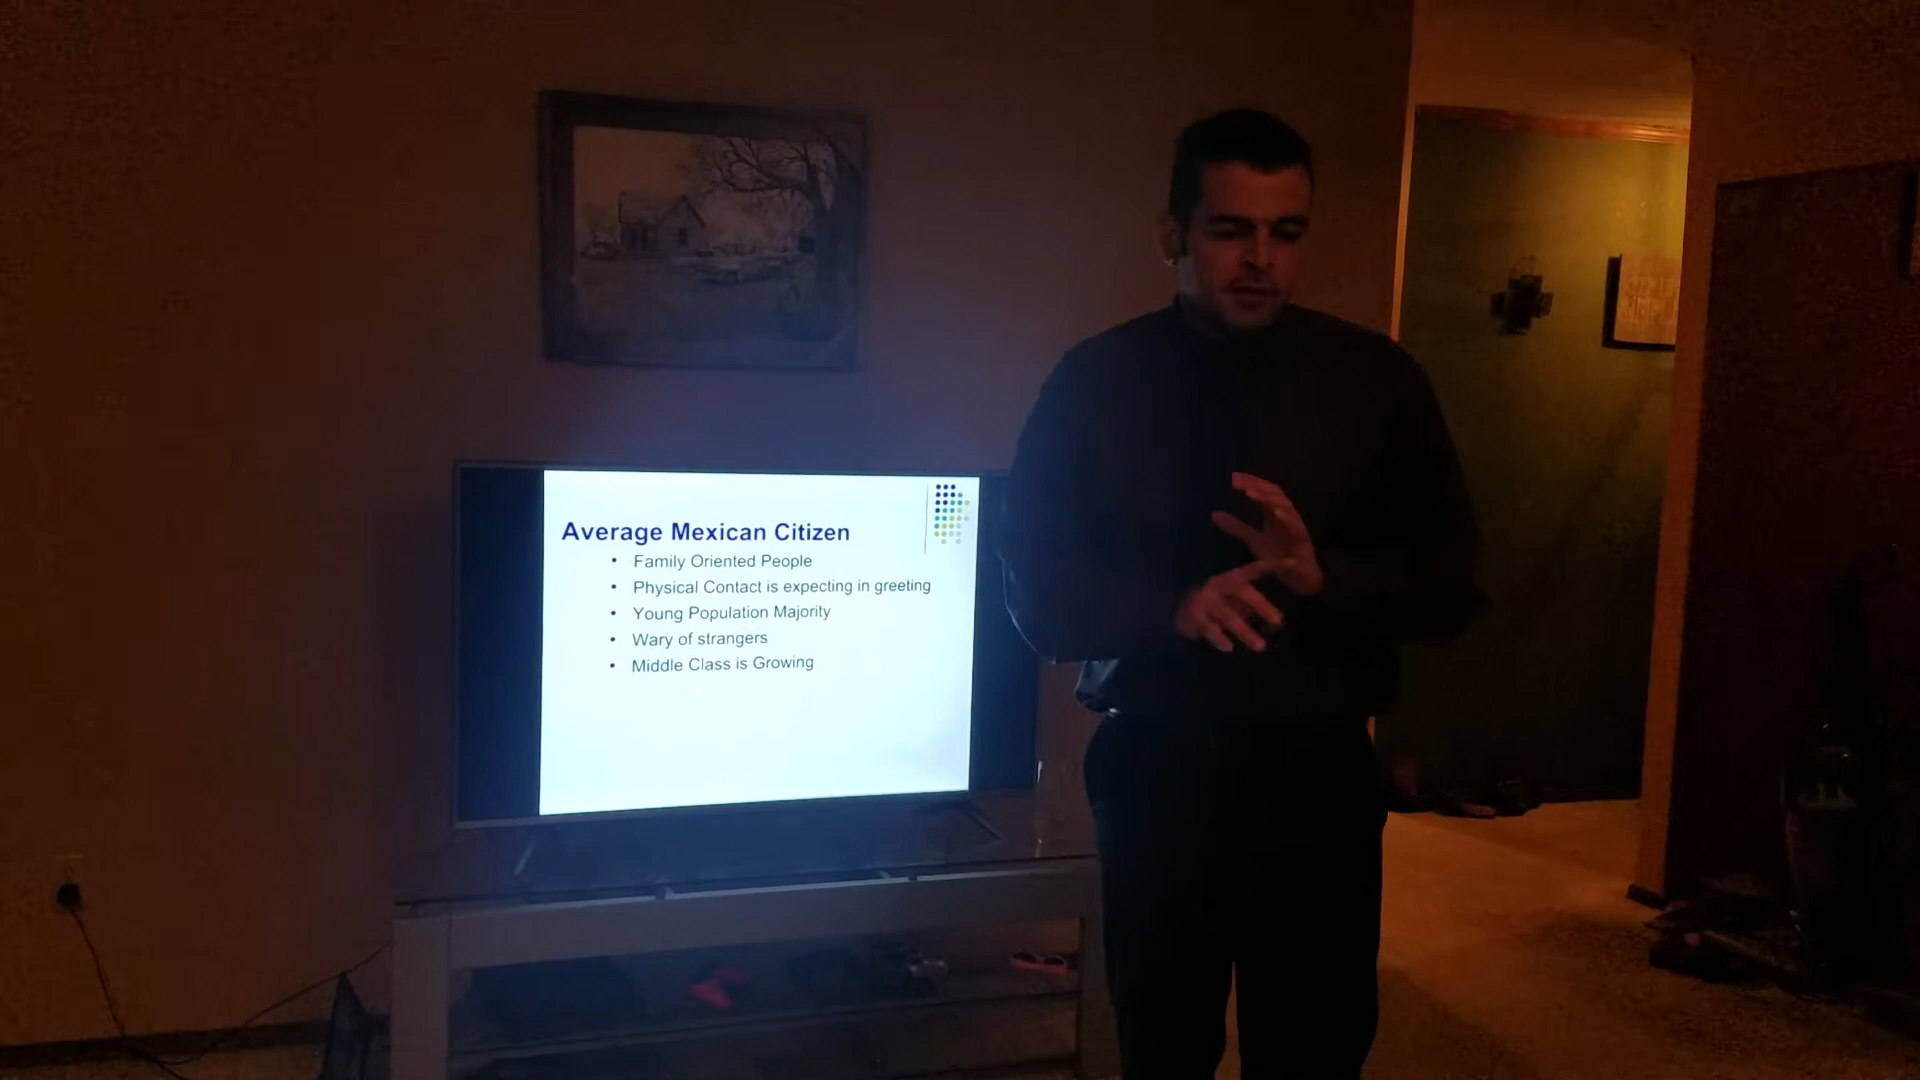 Average Mexican Citizen
• Family Oriented People
• Physical Contact is expecting in greeting
• Young Population Majority
• Wary of strangers
• Middle Class is Growing